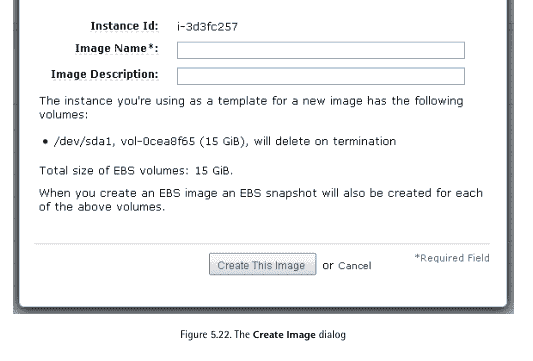 Instance Id: i-3d3fc257
Image Name*:
Image Description:
The instance you're using as a template for a new image has the following
volumes:
• /dev/sda1, vol-0cea8f65 (15 GiB), will delete on termination
Total size of EBS volumes: 15 GiB.
When you create an EBS image an EBS snapshot will also be created for each
of the above volumes.
Create This Image or Cancel *Required Field
Figure 5.22. The Create Image dialog